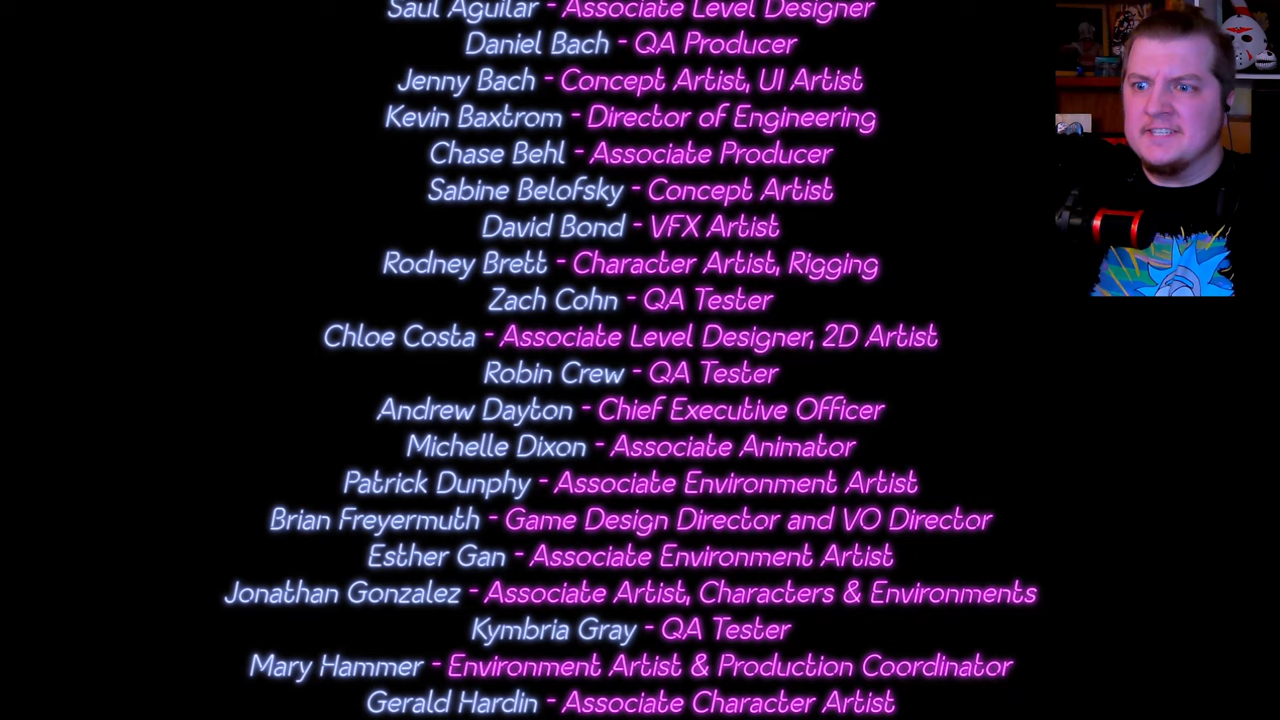 Saul Aguilar - Associate Level Designer
Daniel Bach - QA Producer
Jenny Bach - Concept Artist, UI Artist
Kevin Baxtrom - Director of Engineering
Chase Behl - Associate Producer
Sabine Belofsky - Concept Artist
David Bond - VFX Artist
Rodney Brett - Character Artist, Rigging
Zach Cohn - QA Tester
Chloe Costa - Associate Level Designer, 2D Artist
Robin Crew - QA Tester
Andrew Dayton - Chief Executive Officer
Michelle Dixon - Associate Animator
Patrick Dunphy - Associate Environment Artist
Brian Freyermuth - Game Design Director and VO Director
Esther Gan - Associate Environment Artist
Jonathan Gonzalez - Associate Artist, Characters & Environments
Kymbria Gray - QA Tester
Mary Hammer - Environment Artist & Production Coordinator
Gerald Hardin - Associate Character Artist